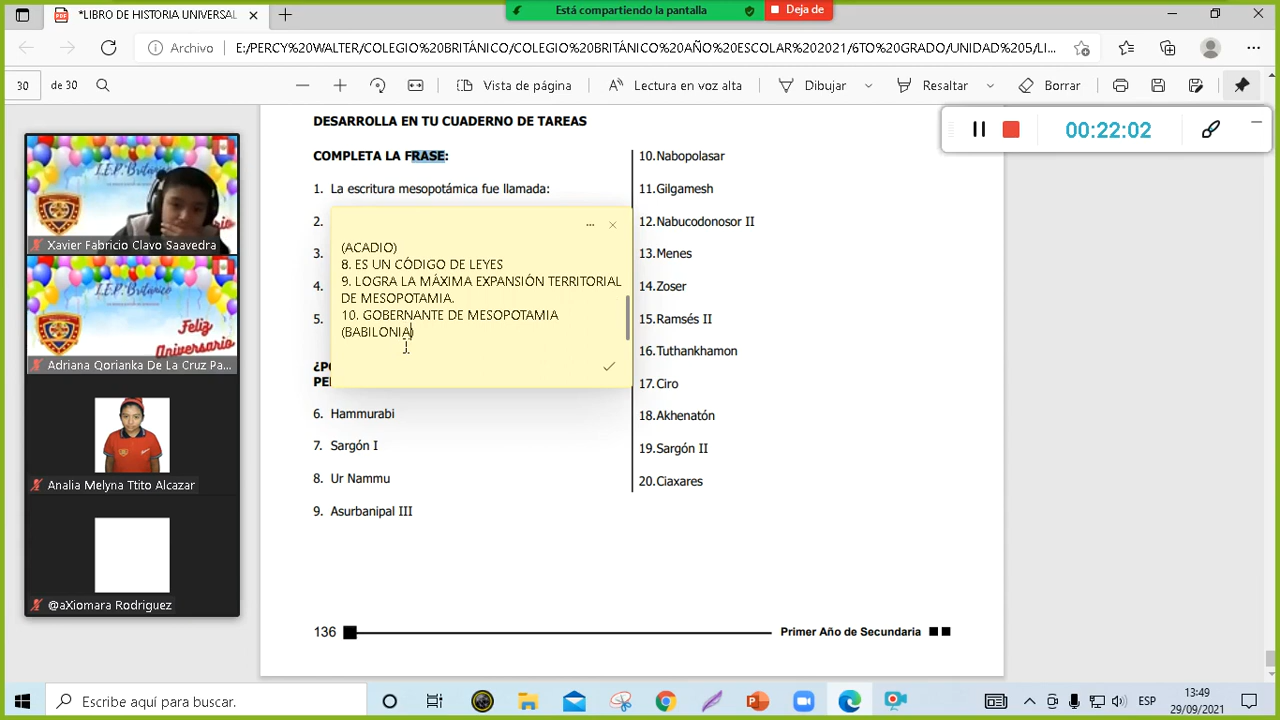 Está compartiendo la pantalla
Deja de
*LIBRO DE HISTORIA UNIVERSAL
Archivo
E:/PERCY%20WALTER/COLEGIO%20BRITÁNICO/COLEGIO%20BRITÁNICO%20AÑO%20ESCOLAR%202021/6TO%20GRADO/UNIDAD%205/LI...
30
de 30
Vista de página
Lectura en voz alta
Dibujar
Resaltar
Borrar
00:22:02
DESARROLLA EN TU CUADERNO DE TAREAS
COMPLETA LA FRASE:
1. La escritura mesopotámica fue llamada:
2.
3.
4.
5.
(ACADIO)
8. ES UN CÓDIGO DE LEYES
9. LOGRA LA MÁXIMA EXPANSIÓN TERRITORIAL
DE MESOPOTAMIA.
10. GOBERNANTE DE MESOPOTAMIA
(BABILONIA)
6. Hammurabi
7. Sargón I
8. Ur Nammu
9. Asurbanipal III
10.Nabopolasar
11.Gilgamesh
12.Nabucodonosor II
13.Menes
14.Zoser
15.Ramsés II
16.Tuthankhamon
17.Ciro
18.Akhenatón
19.Sargón II
20.Ciaxares
136
Primer Año de Secundaria
I.E.P. Británico
Xavier Fabricio Clavo Saavedra
I.E.P. Británico
Feliz
Aniversario
Adriana Qorianka De La Cruz Pa...
Analia Melyna Ttito Alcazar
@aXiomara Rodriguez
Escribe aquí para buscar.
ESP
13:49
29/09/2021